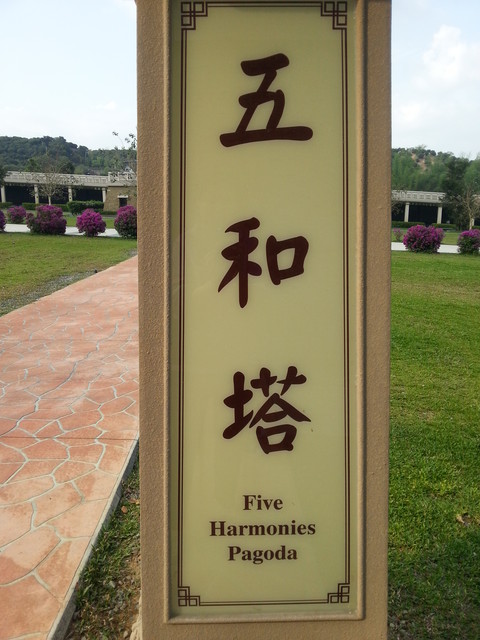 五和塔
Five
Harmonies
Pagoda